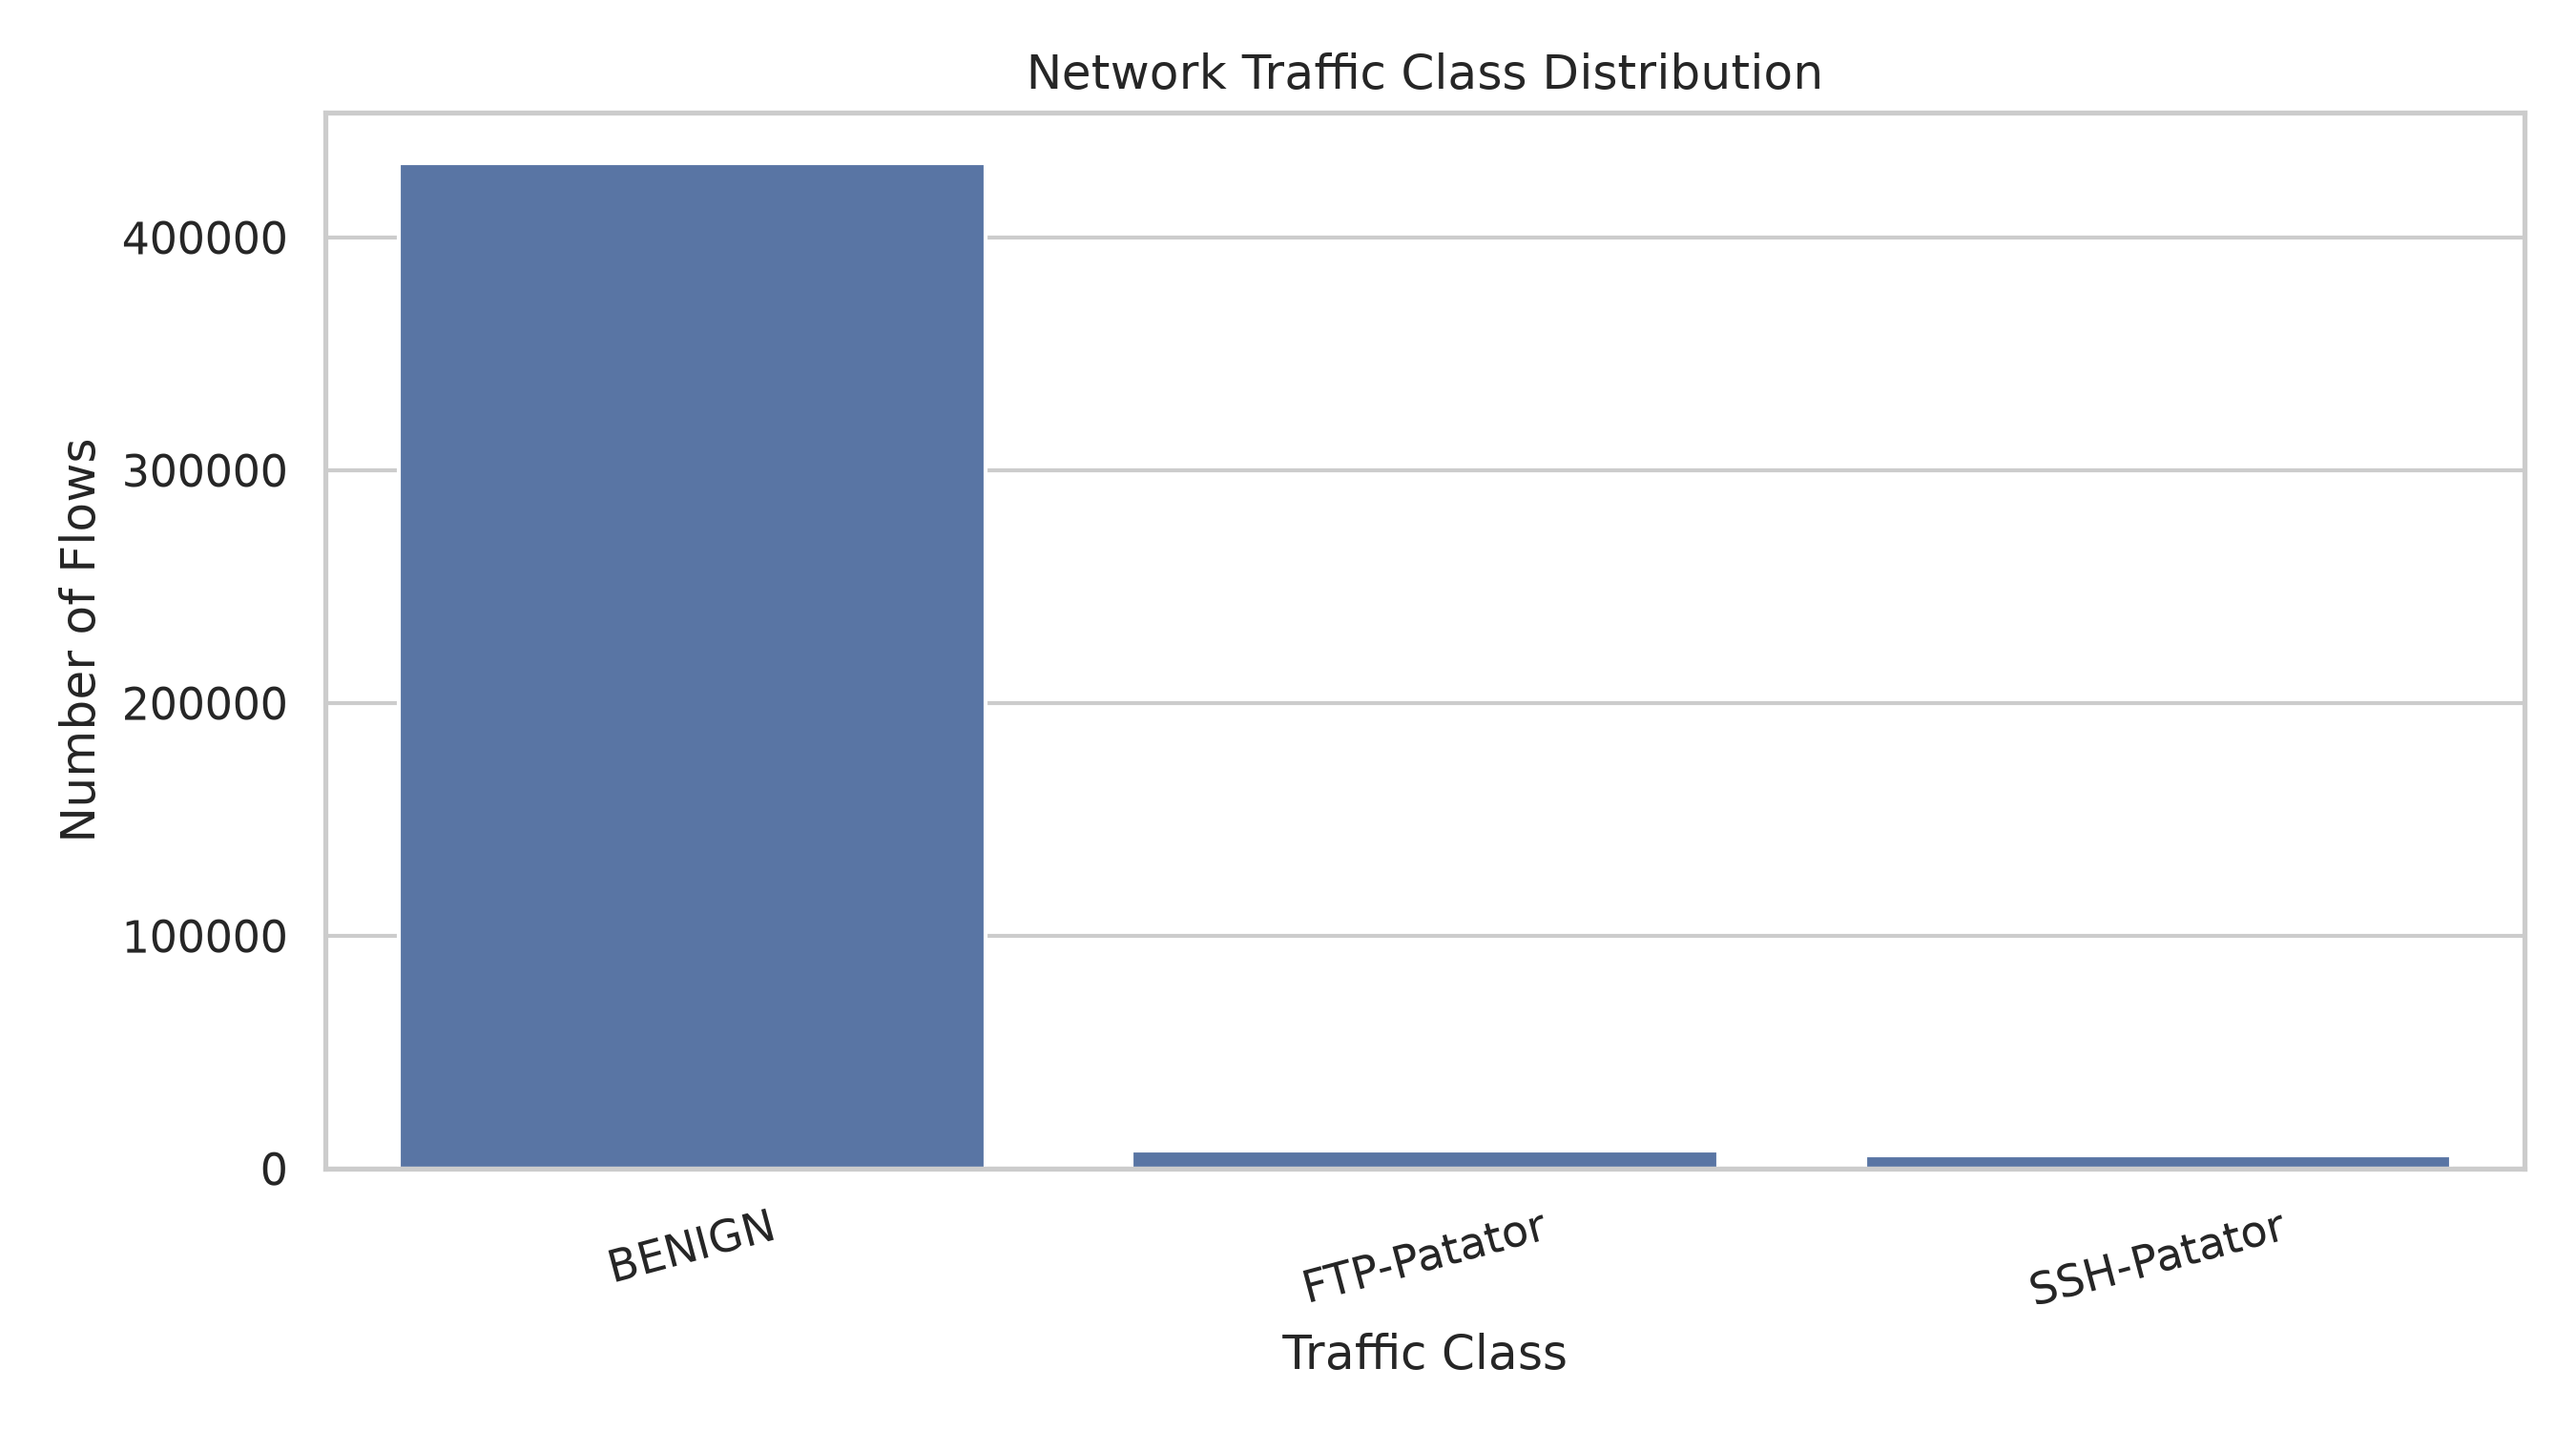 Network Traffic Class Distribution
Number of Flows
400000
300000
200000
100000
0
BENIGN
FTP-Patator
SSH-Patator
Traffic Class